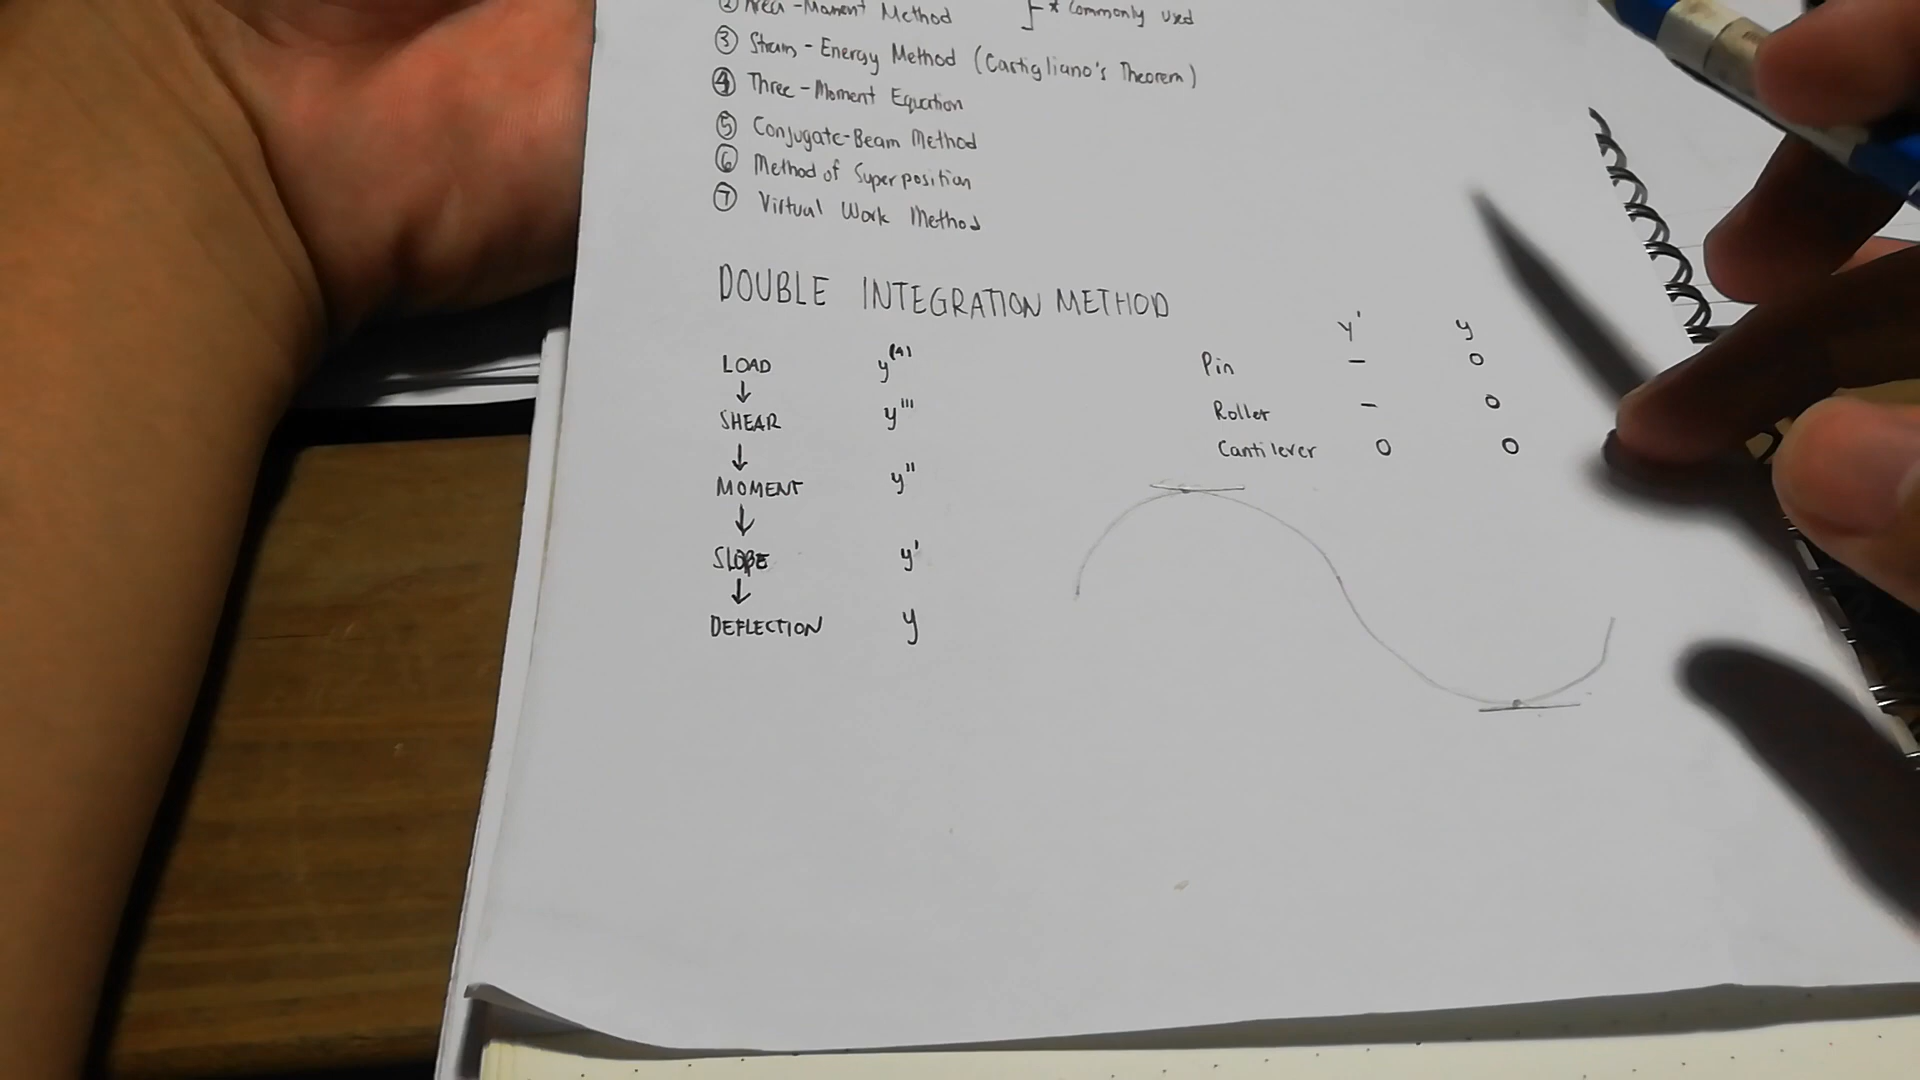 ② Area-Moment Method ] * Commonly used
③ Strain-Energy Method (Castigliano's Theorem)
④ Three-Moment Equation
⑤ Conjugate-Beam Method
⑥ Method of Superposition
⑦ Virtual Work Method
DOUBLE INTEGRATION METHOD
LOAD y⁽⁴⁾
↓
SHEAR y'''
↓
MOMENT y''
↓
SLOPE y'
↓
DEFLECTION y
y' y
Pin – 0
Roller – 0
Cantilever 0 0